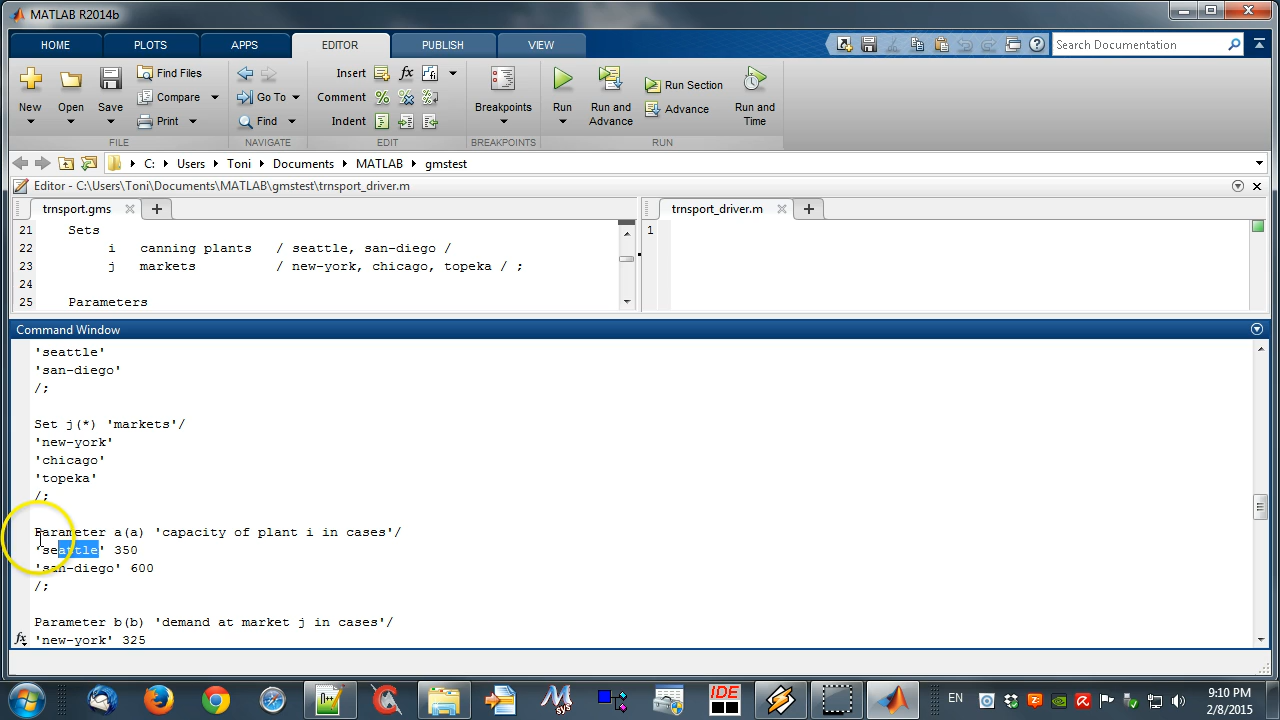 MATLAB R2014b
HOME PLOTS APPS EDITOR PUBLISH VIEW Search Documentation
New Open Save Find Files Compare Print
Go To Find
Insert fx Comment % Indent
Breakpoints
Run Run and Advance Run Section Advance Run and Time
FILE NAVIGATE EDIT BREAKPOINTS RUN
C: Users Toni Documents MATLAB gmstest
Editor - C:\Users\Toni\Documents\MATLAB\gmstest\trnsport_driver.m
trnsport.gms
21 Sets
22 i canning plants / seattle, san-diego /
23 j markets / new-york, chicago, topeka / ;
24
25 Parameters
trnsport_driver.m
1
Command Window
'seattle'
'san-diego'
/;
Set j(*) 'markets'/
'new-york'
'chicago'
'topeka'
/;
Parameter a(a) 'capacity of plant i in cases'/
'seattle' 350
'san-diego' 600
/;
Parameter b(b) 'demand at market j in cases'/
fx 'new-york' 325
sys IDE EN 9:10 PM
2/8/2015